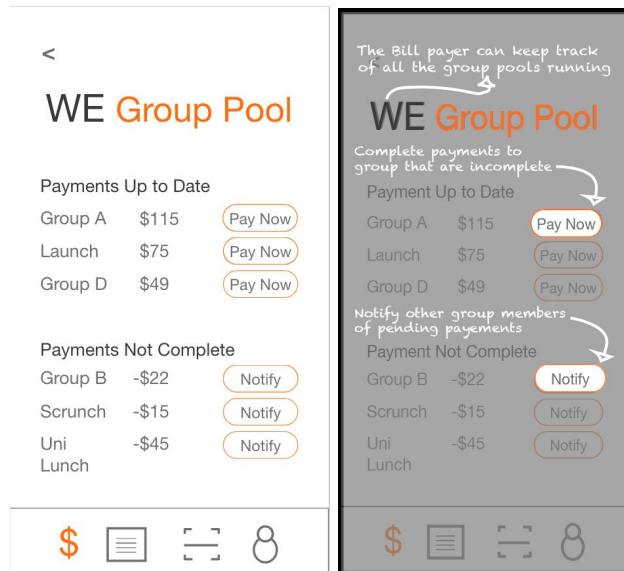 <
WE Group Pool
Payments Up to Date
Group A $115 Pay Now
Launch $75 Pay Now
Group D $49 Pay Now
Payments Not Complete
Group B -$22 Notify
Scrunch -$15 Notify
Uni -$45 Notify
Lunch
$
The Bill payer can keep track
of all the group pools running
WE Group Pool
Complete payments to
group that are incomplete
Payment Up to Date
Group A $115 Pay Now
Launch $75 Pay Now
Group D $49 Pay Now
Notify other group members
of pending payements
Payment Not Complete
Group B -$22 Notify
Scrunch -$15 Notify
Uni -$45 Notify
Lunch
$